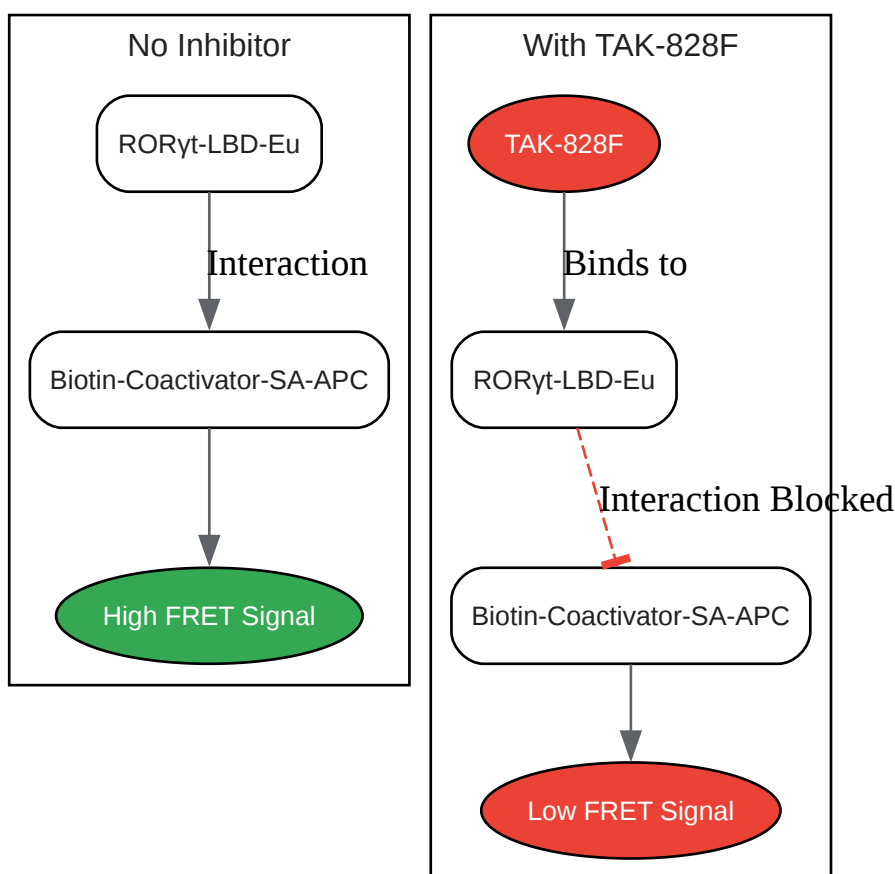 No Inhibitor
RORγt-LBD-Eu
Interaction
Biotin-Coactivator-SA-APC
High FRET Signal
With TAK-828F
TAK-828F
Binds to
RORγt-LBD-Eu
Interaction Blocked
Biotin-Coactivator-SA-APC
Low FRET Signal